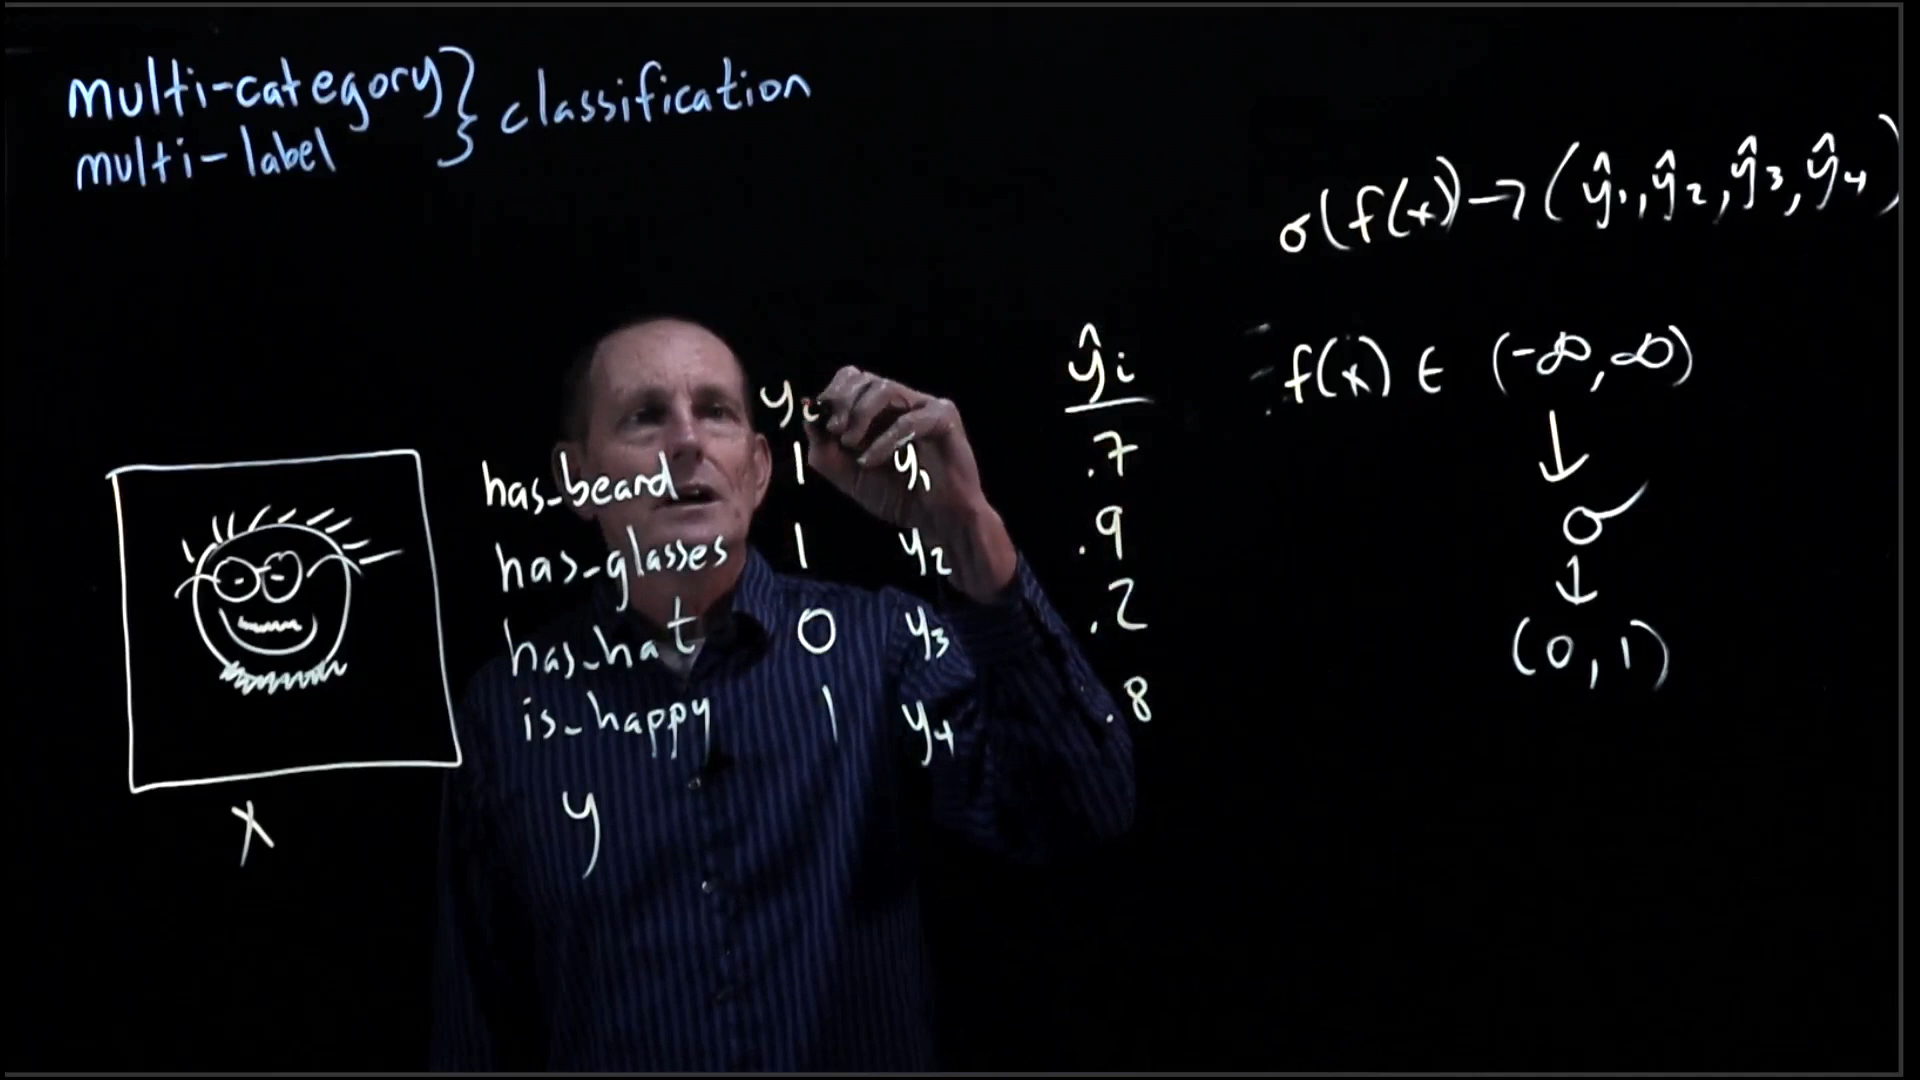 multi-category } classification
multi-label
σ(f(x)) → (ŷ₁, ŷ₂, ŷ₃, ŷ₄)
f(x) ∈ (-∞, ∞)
↓
σ
↓
(0, 1)
yᵢ ŷᵢ
has_beard 1 y₁ .7
has_glasses 1 y₂ .9
has_hat 0 y₃ .2
is_happy 1 y₄ .8
x y